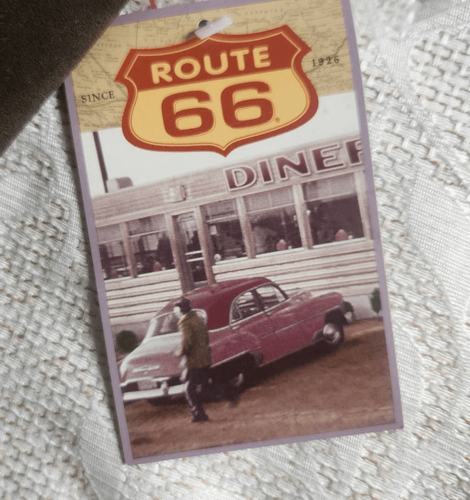 ROUTE
66®
SINCE
1926
DINER